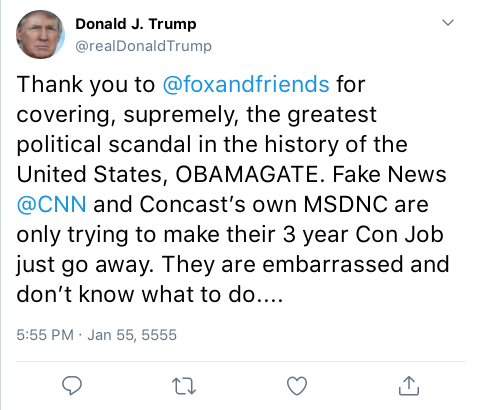 Donald J. Trump
@realDonaldTrump
Thank you to @foxandfriends for
covering, supremely, the greatest
political scandal in the history of the
United States, OBAMAGATE. Fake News
@CNN and Concast’s own MSDNC are
only trying to make their 3 year Con Job
just go away. They are embarrassed and
don’t know what to do....
5:55 PM · Jan 55, 5555